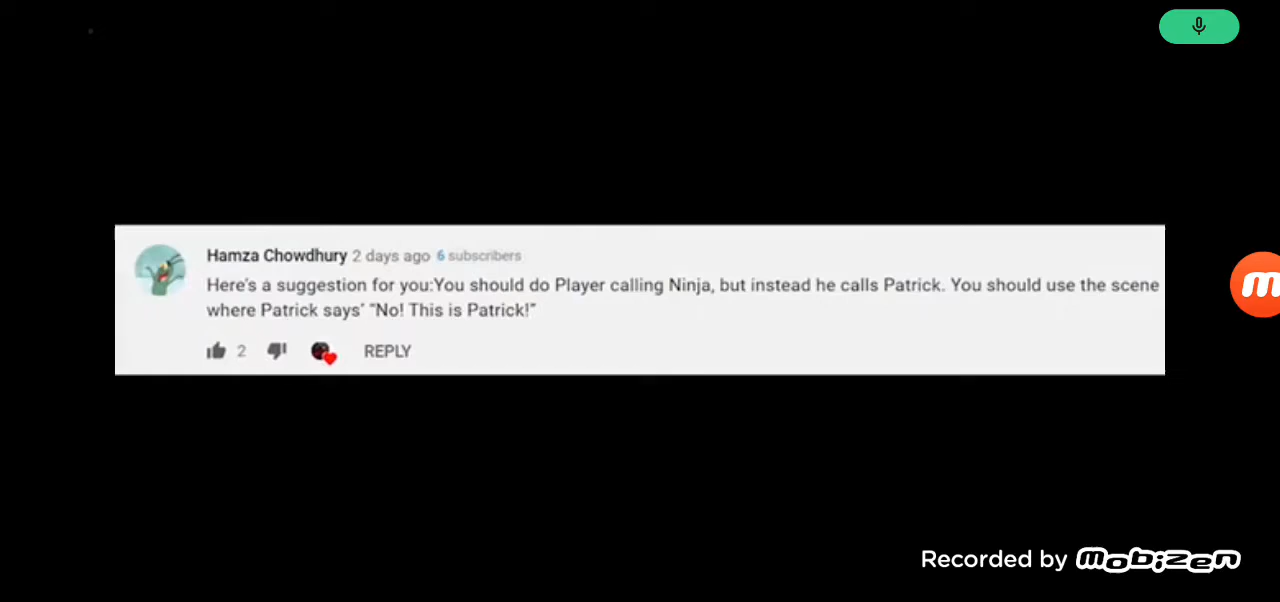 Hamza Chowdhury 2 days ago 6 subscribers
Here's a suggestion for you:You should do Player calling Ninja, but instead he calls Patrick. You should use the scene
where Patrick says' "No! This is Patrick!"
2 REPLY
Recorded by Mobizen